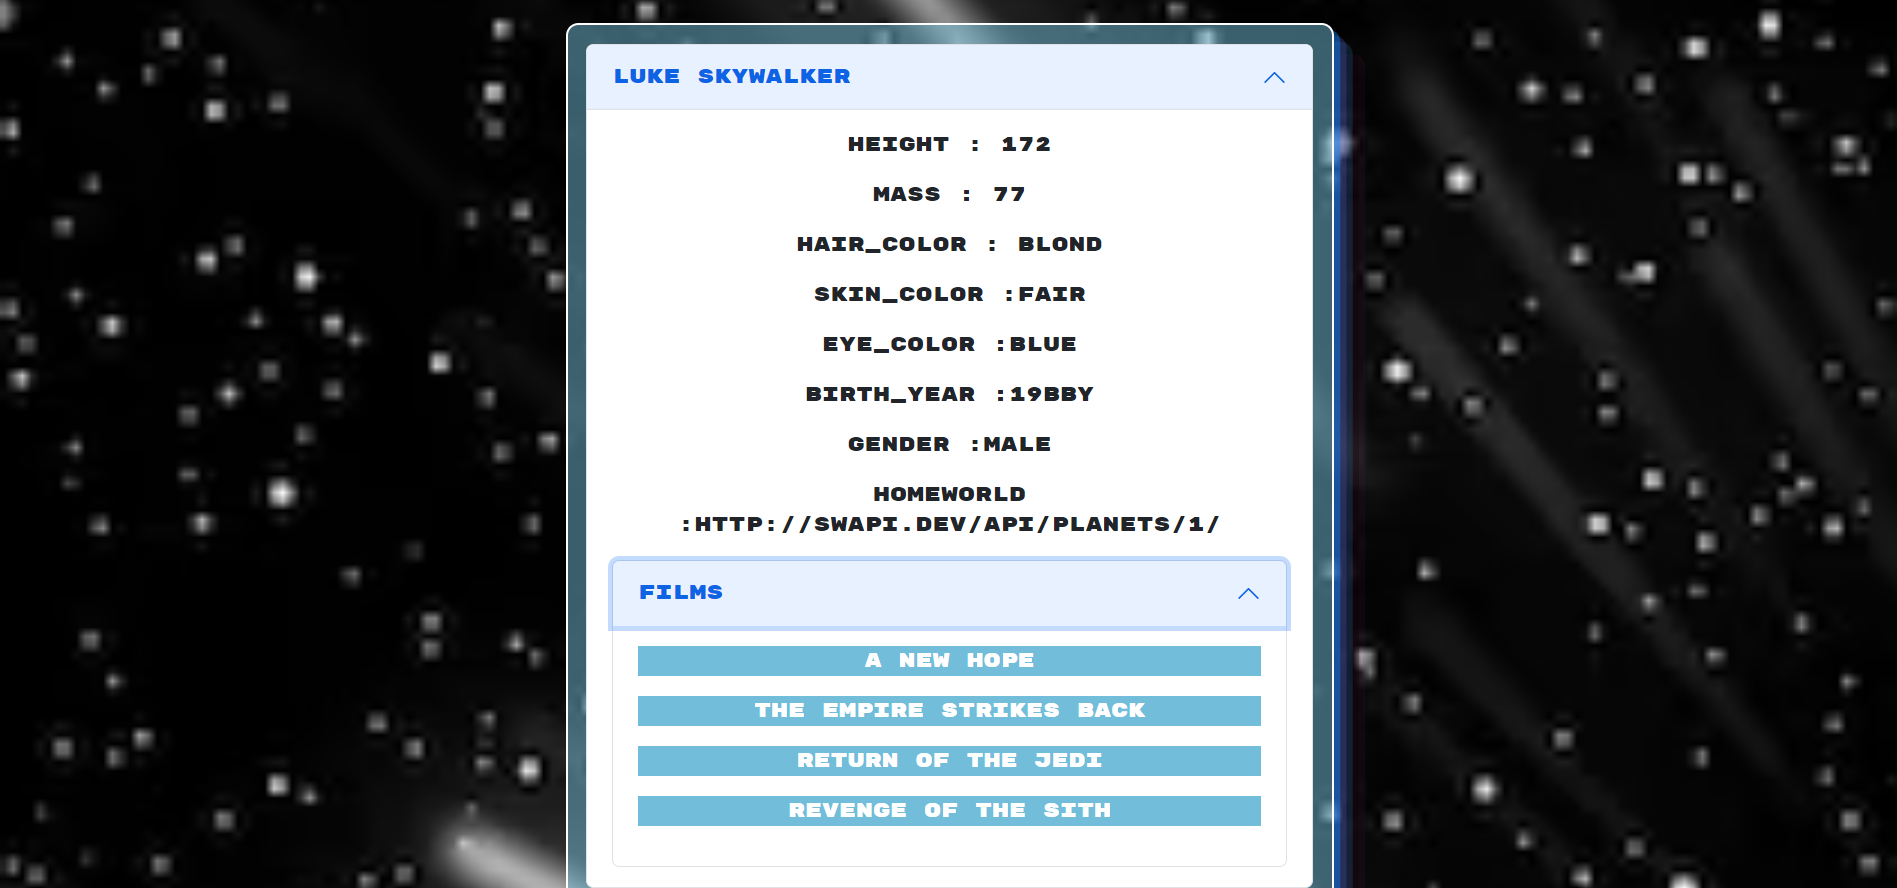 LUKE SKYWALKER
HEIGHT : 172
MASS : 77
HAIR_COLOR : BLOND
SKIN_COLOR :FAIR
EYE_COLOR :BLUE
BIRTH_YEAR :19BBY
GENDER :MALE
HOMEWORLD
:HTTP://SWAPI.DEV/API/PLANETS/1/
FILMS
A NEW HOPE
THE EMPIRE STRIKES BACK
RETURN OF THE JEDI
REVENGE OF THE SITH